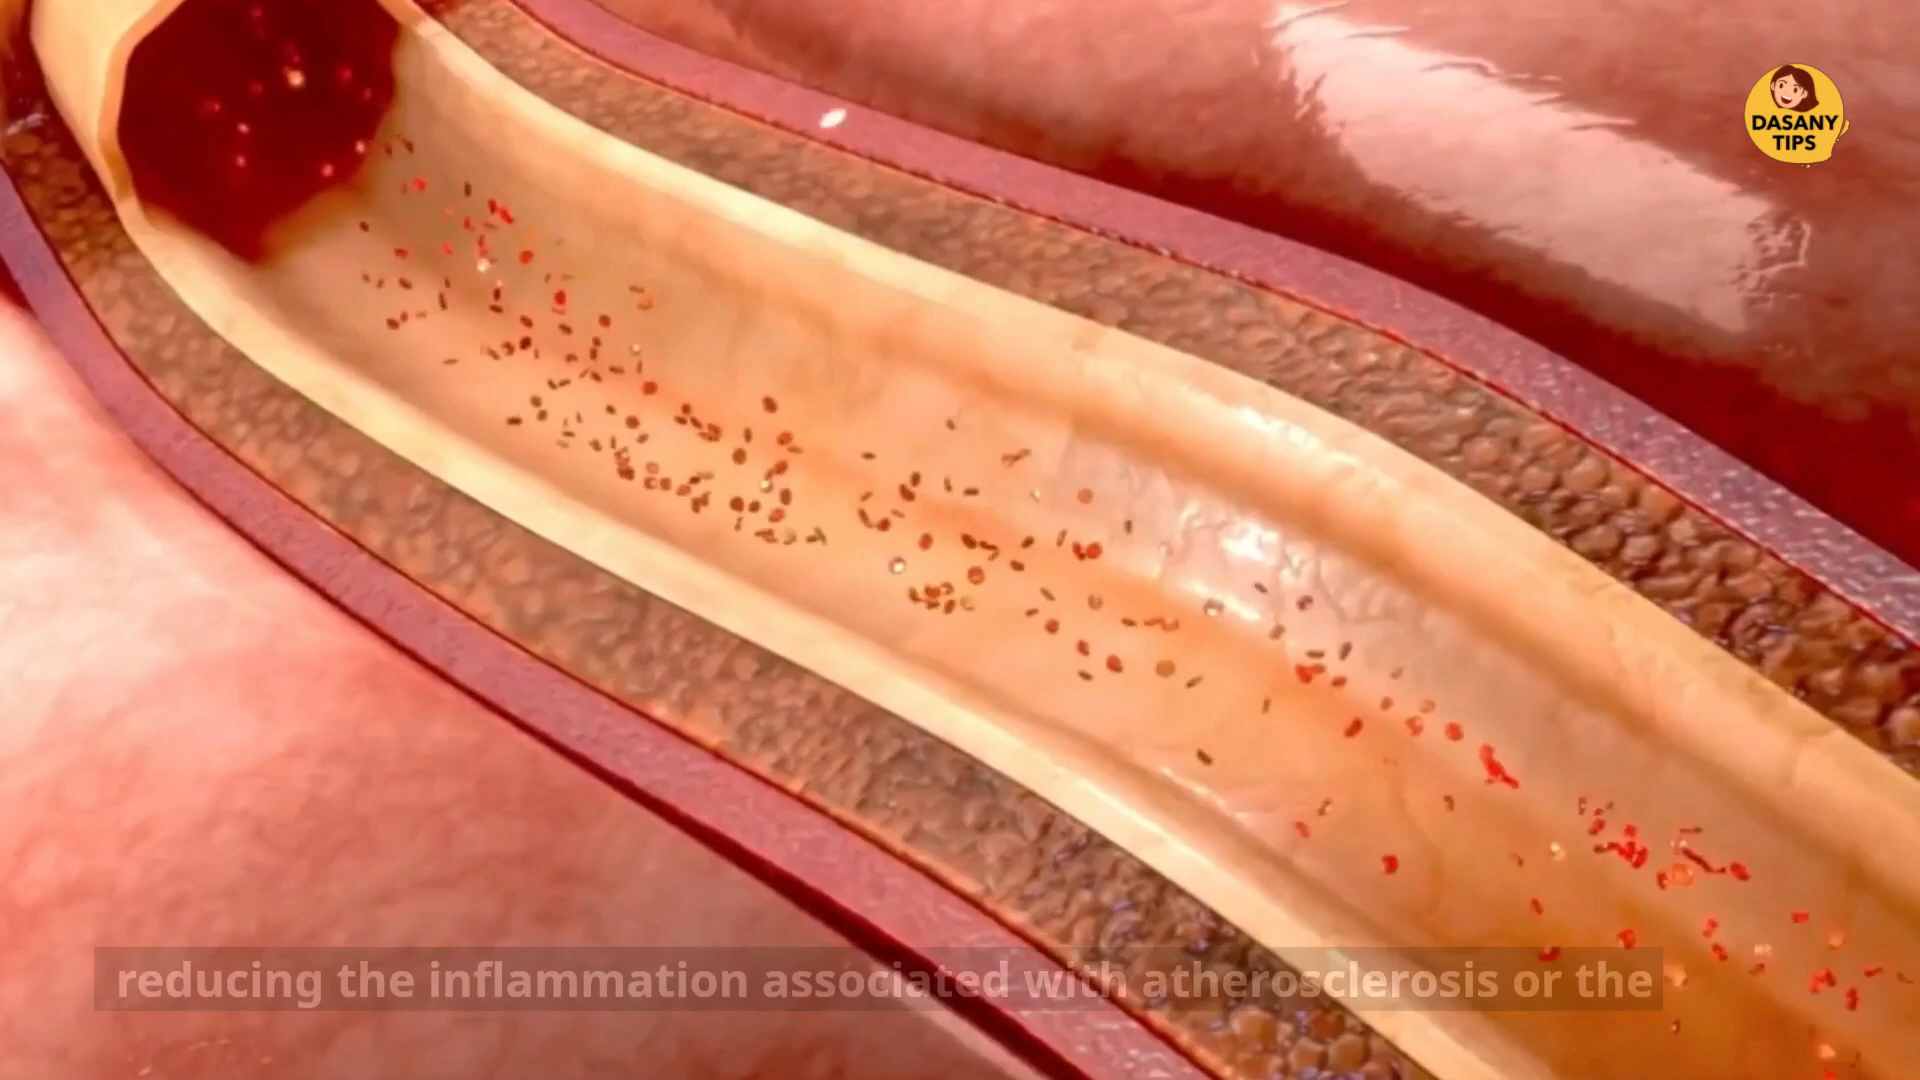 DASANY
TIPS
reducing the inflammation associated with atherosclerosis or the